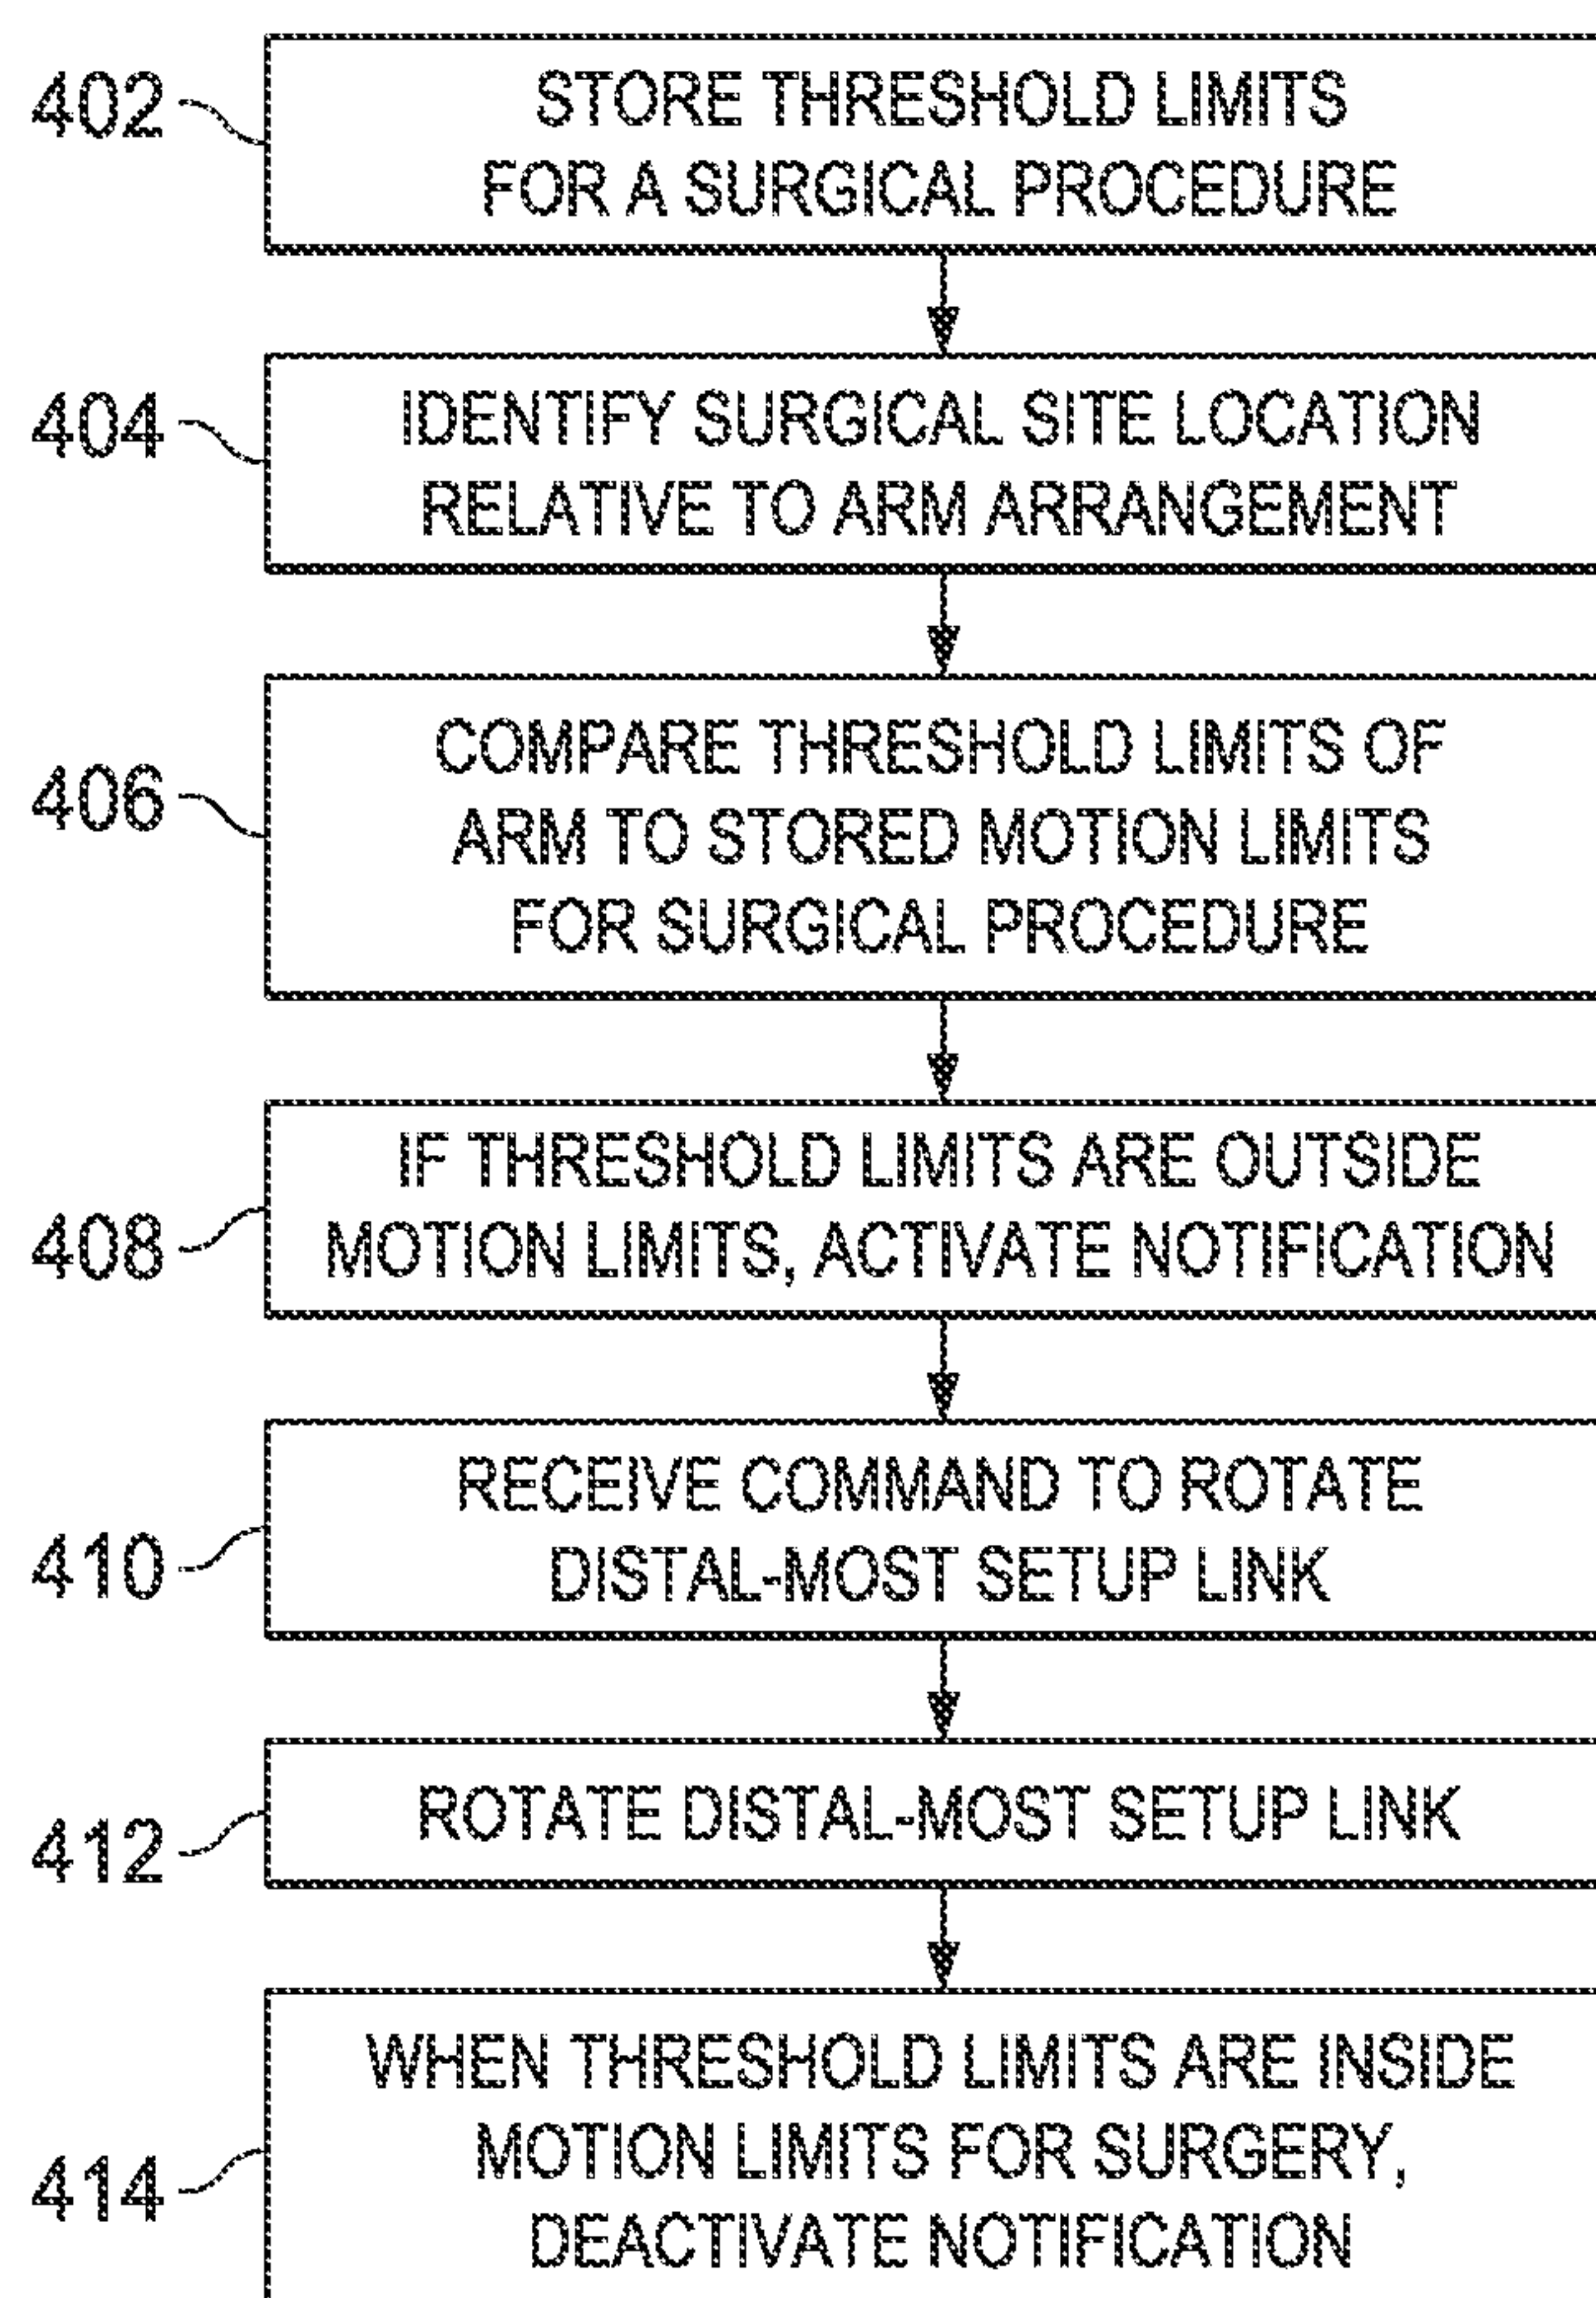 402
STORE THRESHOLD LIMITS
FOR A SURGICAL PROCEDURE
404
IDENTIFY SURGICAL SITE LOCATION
RELATIVE TO ARM ARRANGEMENT
406
COMPARE THRESHOLD LIMITS OF
ARM TO STORED MOTION LIMITS
FOR SURGICAL PROCEDURE
408
IF THRESHOLD LIMITS ARE OUTSIDE
MOTION LIMITS, ACTIVATE NOTIFICATION
410
RECEIVE COMMAND TO ROTATE
DISTAL-MOST SETUP LINK
412
ROTATE DISTAL-MOST SETUP LINK
414
WHEN THRESHOLD LIMITS ARE INSIDE
MOTION LIMITS FOR SURGERY,
DEACTIVATE NOTIFICATION